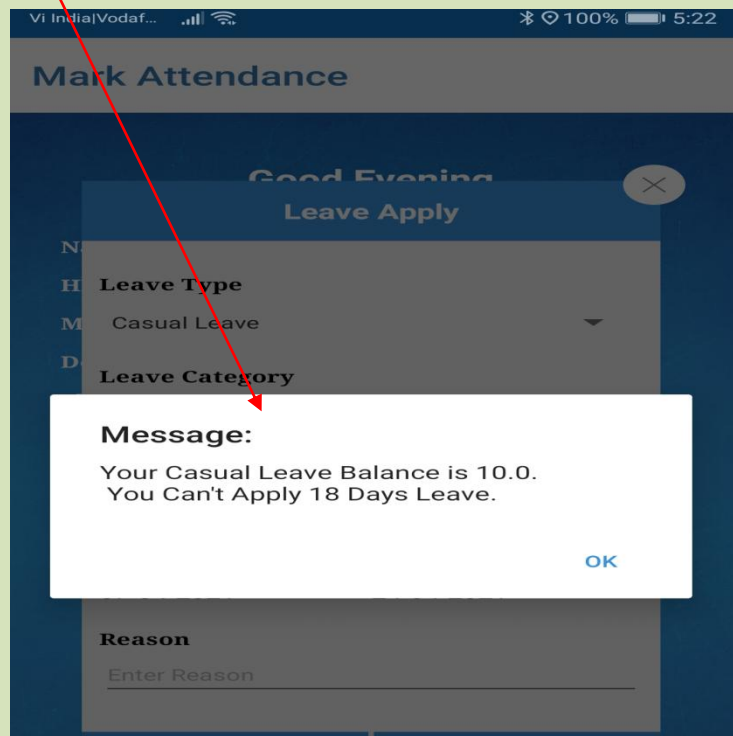 Vi India|Vodaf... 100% 5:22
Mark Attendance
Good Evening
Leave Apply
Leave Type
Casual Leave
Leave Category
Message:
Your Casual Leave Balance is 10.0.
You Can't Apply 18 Days Leave.
OK
Reason
Enter Reason